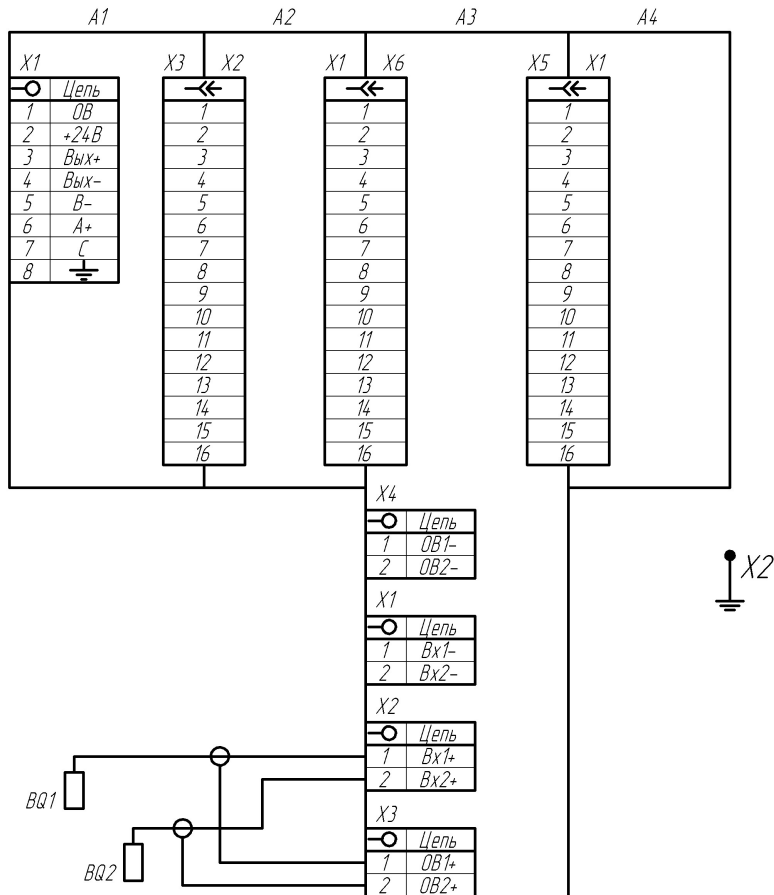 A1 A2 A3 A4
X1 X3 X2 X1 X6 X5 X1
Цепь
1 0В 1 1 1
2 +24В 2 2 2
3 Вых+ 3 3 3
4 Вых- 4 4 4
5 B- 5 5 5
6 A+ 6 6 6
7 C 7 7 7
8 8 8 8
9 9 9
10 10 10
11 11 11
12 12 12
13 13 13
14 14 14
15 15 15
16 16 16
X4
Цепь
1 0В1-
2 0В2-
X2
X1
Цепь
1 Вх1-
2 Вх2-
X2
Цепь
1 Вх1+
2 Вх2+
BQ1
X3
Цепь
1 0В1+
BQ2
2 0В2+